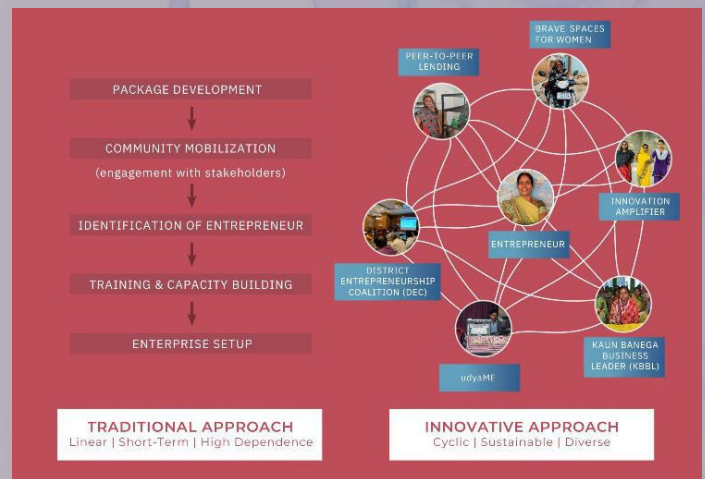 PACKAGE DEVELOPMENT
COMMUNITY MOBILIZATION
(engagement with stakeholders)
IDENTIFICATION OF ENTREPRENEUR
TRAINING & CAPACITY BUILDING
ENTERPRISE SETUP
TRADITIONAL APPROACH
Linear | Short-Term | High Dependence
BRAVE SPACES
FOR WOMEN
PEER-TO-PEER
LENDING
INNOVATION
AMPLIFIER
ENTREPRENEUR
DISTRICT
ENTREPRENEURSHIP
COALITION (DEC)
KAUN BANEGA
BUSINESS
LEADER (KBBL)
udyaME
INNOVATIVE APPROACH
Cyclic | Sustainable | Diverse